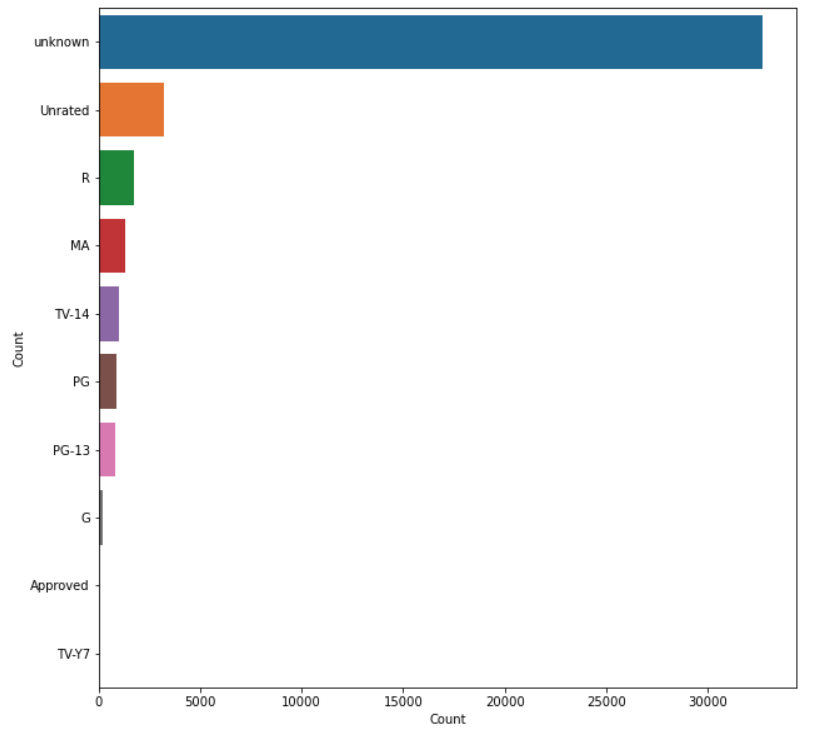 unknown
Unrated
R
MA
TV-14
PG
PG-13
G
Approved
TV-Y7
Count
0 5000 10000 15000 20000 25000 30000
Count